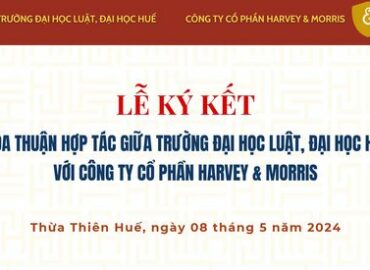 ĐẠI HỌC LUẬT, ĐẠI HỌC HUẾ CÔNG TY CỔ PHẦN HARVEY & MORRIS
LỄ KÝ KẾT
THUẬN HỢP TÁC GIỮA TRƯỜNG ĐẠI HỌC LUẬT, ĐẠI HỌC
VỚI CÔNG TY CỔ PHẦN HARVEY & MORRIS
Thừa Thiên Huế, ngày 08 tháng 5 năm 2024